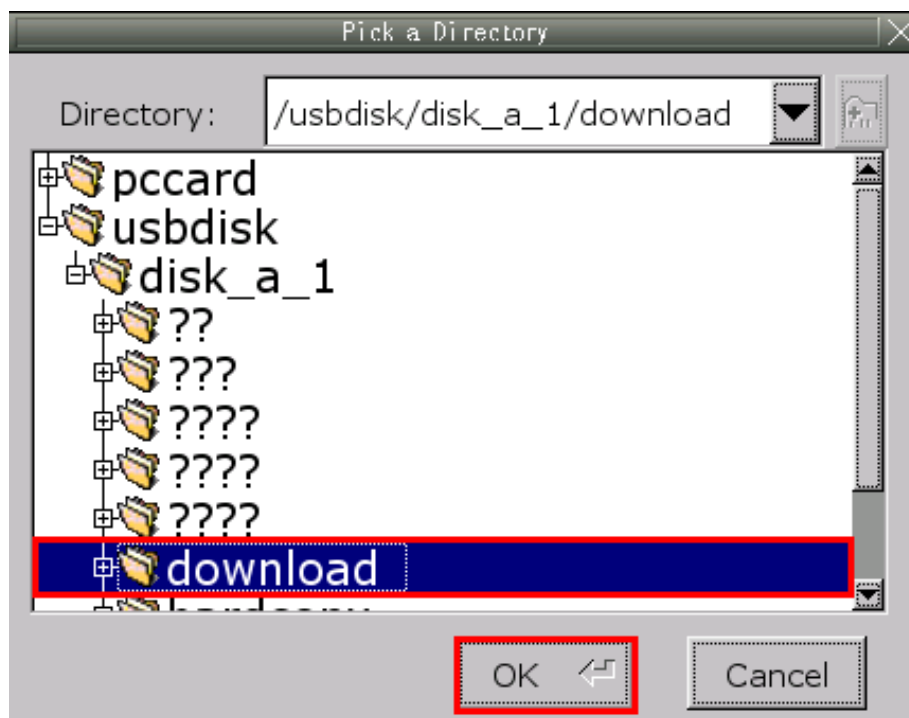 Pick a Directory
Directory: /usbdisk/disk_a_1/download
pccard
usbdisk
disk_a_1
??
???
????
????
????
download
OK Cancel